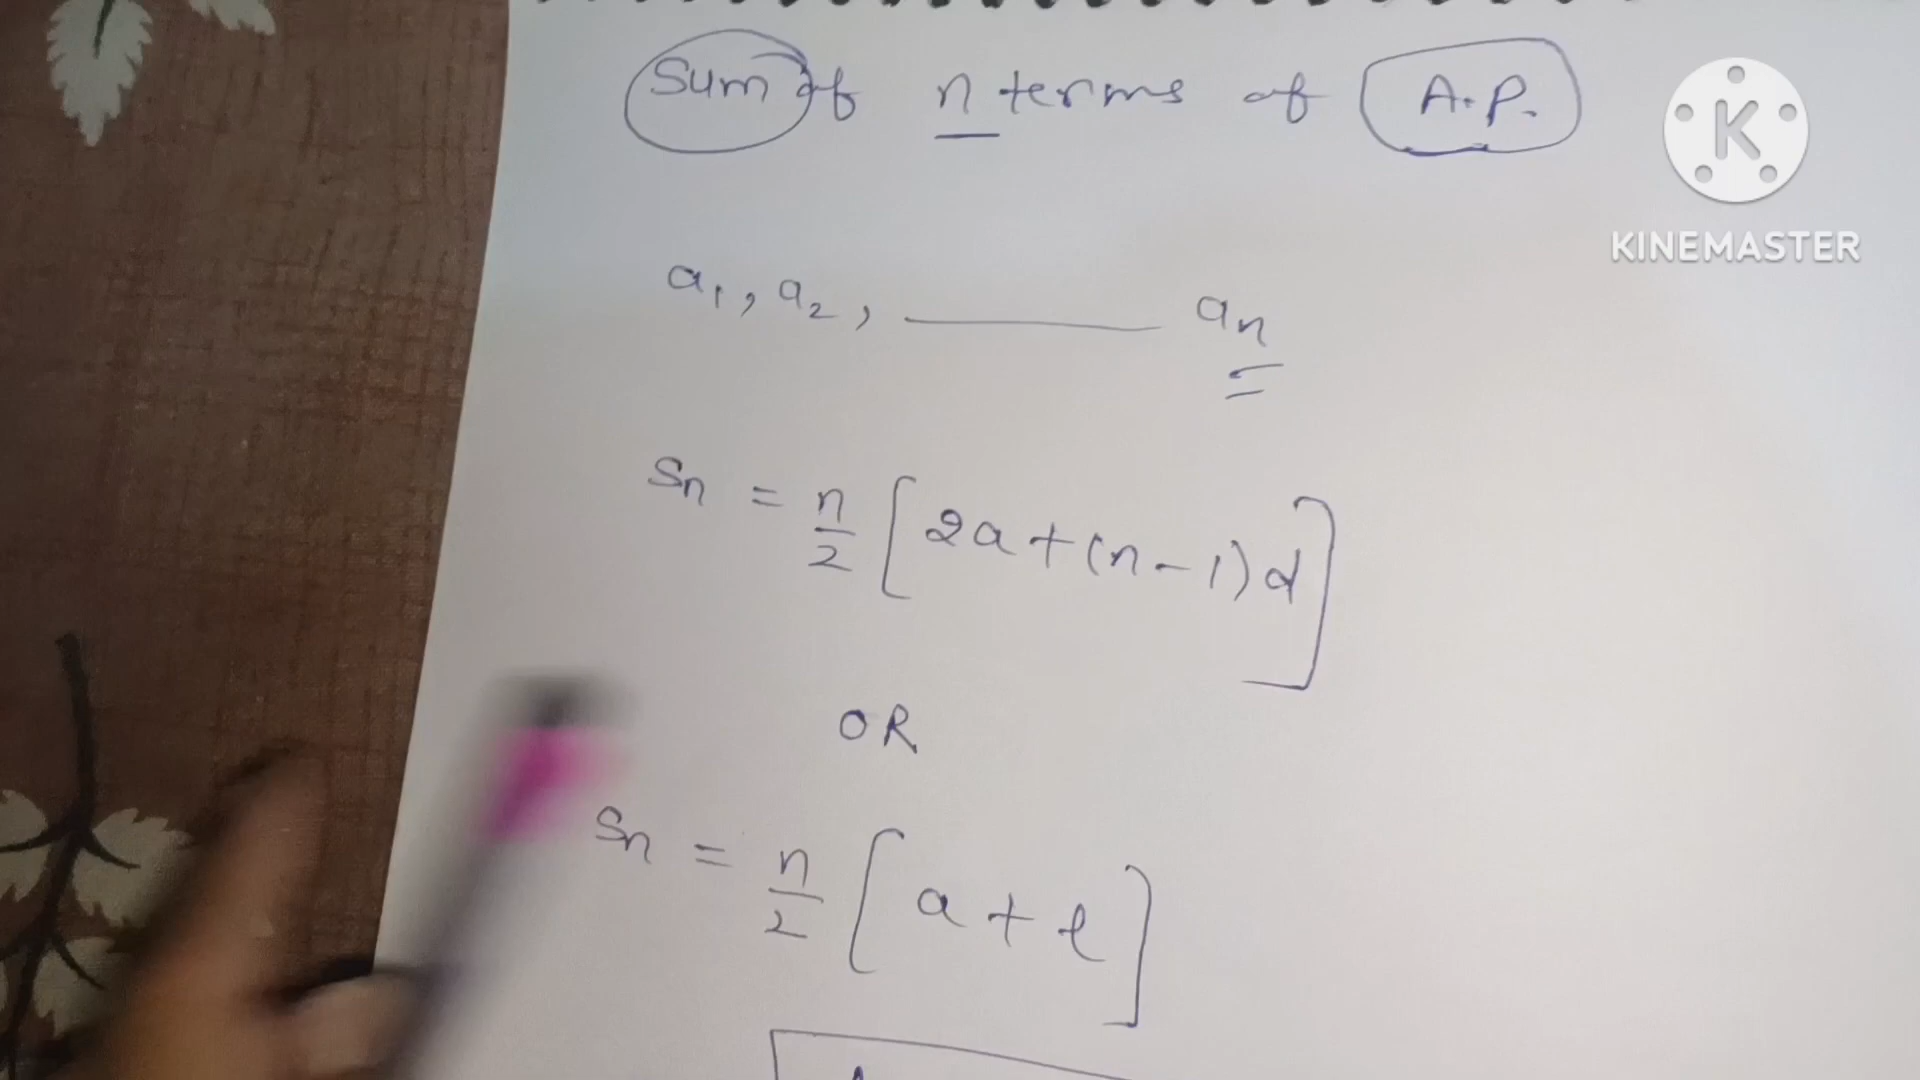 Sum of n terms of A.P.
K
KINEMASTER
a₁, a₂, ______ aₙ
Sₙ = n/2 [2a + (n - 1)d]
OR
Sₙ = n/2 [a + l]